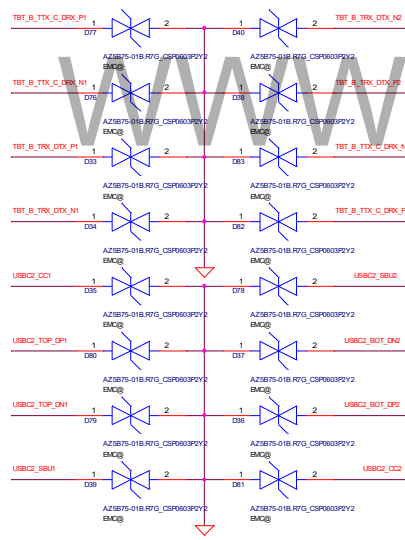 TBT_B_TTX_C_DRX_P1 1 2 1 2 TBT_B_TRX_DTX_N2
D77 D40
AZ5B75-01B.R7G_CSP0603P2Y2 AZ5B75-01B.R7G_CSP0603P2Y2
EMC@ EMC@
WWW
TBT_B_TTX_C_DRX_N1 1 2 1 2 TBT_B_TRX_DTX_P2
D76 D38
AZ5B75-01B.R7G_CSP0603P2Y2 AZ5B75-01B.R7G_CSP0603P2Y2
EMC@ EMC@
TBT_B_TRX_DTX_P1 1 2 1 2 TBT_B_TTX_C_DRX_N
D33 D83
AZ5B75-01B.R7G_CSP0603P2Y2 AZ5B75-01B.R7G_CSP0603P2Y2
EMC@ EMC@
TBT_B_TRX_DTX_N1 1 2 1 2 TBT_B_TTX_C_DRX_P
D34 D82
AZ5B75-01B.R7G_CSP0603P2Y2 AZ5B75-01B.R7G_CSP0603P2Y2
EMC@ EMC@
USBC2_CC1 1 2 1 2 USBC2_SBU2
D35 D78
AZ5B75-01B.R7G_CSP0603P2Y2 AZ5B75-01B.R7G_CSP0603P2Y2
EMC@ EMC@
USBC2_TOP_DP1 1 2 1 2 USBC2_BOT_DN2
D80 D37
AZ5B75-01B.R7G_CSP0603P2Y2 AZ5B75-01B.R7G_CSP0603P2Y2
EMC@ EMC@
USBC2_TOP_DN1 1 2 1 2 USBC2_BOT_DP2
D79 D36
AZ5B75-01B.R7G_CSP0603P2Y2 AZ5B75-01B.R7G_CSP0603P2Y2
EMC@ EMC@
USBC2_SBU1 1 2 1 2 USBC2_CC2
D39 D81
AZ5B75-01B.R7G_CSP0603P2Y2 AZ5B75-01B.R7G_CSP0603P2Y2
EMC@ EMC@